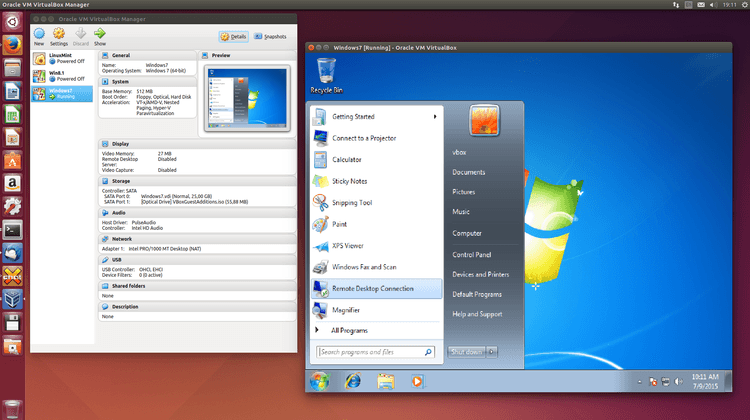 Oracle VM VirtualBox Manager
19:11
Oracle VM VirtualBox Manager
New
Settings
Discard
Show
Details
Snapshots
LinuxMint
Powered Off
Win8.1
Powered Off
Windows7
Running
General
Name: Windows7
Operating System: Windows 7 (64-bit)
System
Base Memory: 512 MB
Boot Order: Floppy, Optical, Hard Disk
Acceleration: VT-x/AMD-V, Nested
Paging, Hyper-V
Paravirtualization
Preview
Display
Video Memory: 27 MB
Remote Desktop Disabled
Server:
Video Capture: Disabled
Storage
Controller: SATA
SATA Port 0: Windows7.vdi (Normal, 25,00 GB)
SATA Port 1: [Optical Drive] VBoxGuestAdditions.iso (55,88 MB)
Audio
Host Driver: PulseAudio
Controller: Intel HD Audio
Network
Adapter 1: Intel PRO/1000 MT Desktop (NAT)
USB
USB Controller: OHCI, EHCI
Device Filters: 0 (0 active)
Shared folders
None
Description
None
Windows7 [Running] - Oracle VM VirtualBox
Recycle Bin
Getting Started
Connect to a Projector
Calculator
Sticky Notes
Snipping Tool
Paint
XPS Viewer
Windows Fax and Scan
Remote Desktop Connection
Magnifier
All Programs
Search programs and files
vbox
Documents
Pictures
Music
Computer
Control Panel
Devices and Printers
Default Programs
Help and Support
Shut down
10:11 AM
7/9/2015